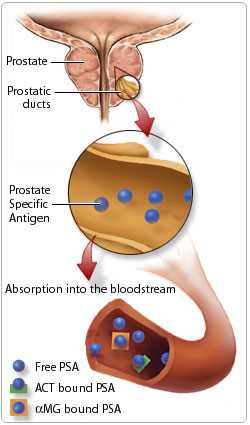 Prostate
Prostatic
ducts
Prostate
Specific
Antigen
Absorption into the bloodstream
Free PSA
ACT bound PSA
αMG bound PSA